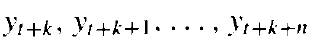 y_{t+k}, y_{t+k+1}, . . . . , y_{t+k+n}